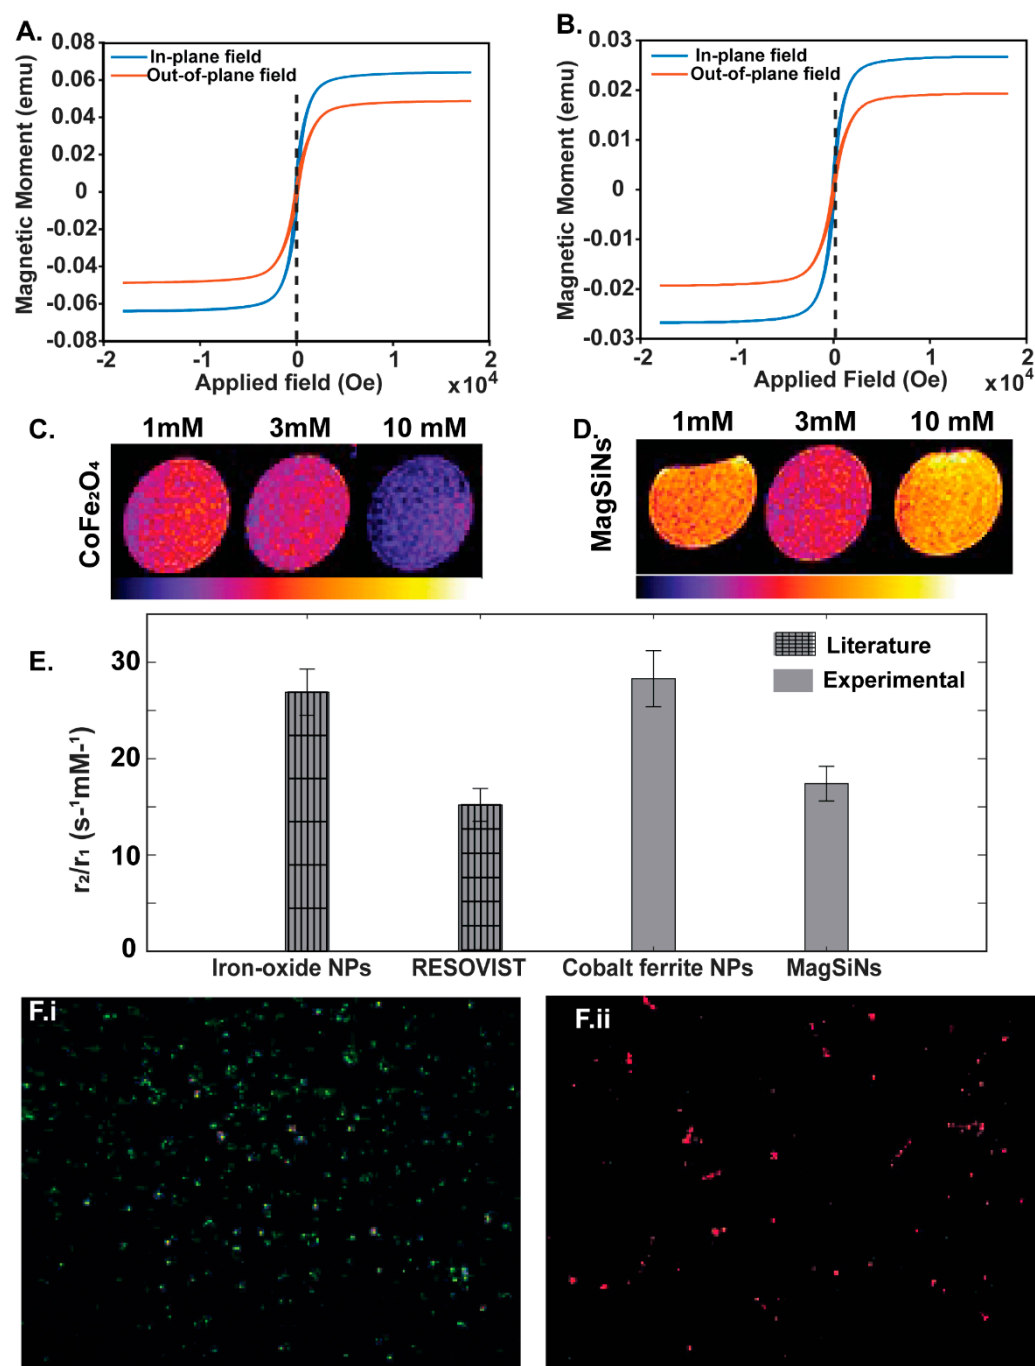 A.
0.08
0.06
0.04
0.02
0
-0.02
-0.04
-0.06
-0.08
Magnetic Moment (emu)
In-plane field
Out-of-plane field
-2
-1
0
1
2
Applied field (Oe)
x10⁴
B.
0.03
0.02
0.01
0
-0.01
-0.02
-0.03
Magnetic Moment (emu)
In-plane field
Out-of-plane field
-2
-1
0
1
2
Applied Field (Oe)
x10⁴
C.
1mM
3mM
10 mM
CoFe₂O₄
D.
1mM
3mM
10 mM
MagSiNs
E.
30
20
10
0
r₂/r₁ (s-¹mM-¹)
Literature
Experimental
Iron-oxide NPs
RESOVIST
Cobalt ferrite NPs
MagSiNs
F.i
F.ii